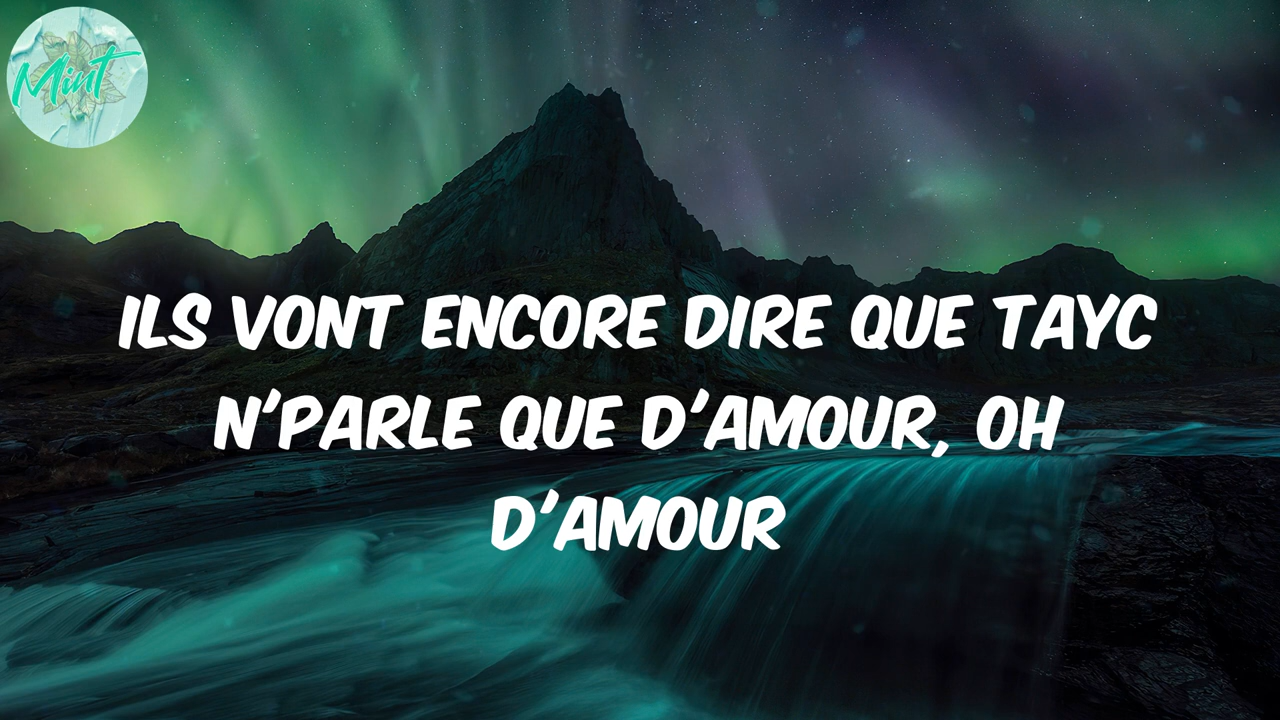 Mint
ILS VONT ENCORE DIRE QUE TAYC
N'PARLE QUE D'AMOUR, OH
D'AMOUR